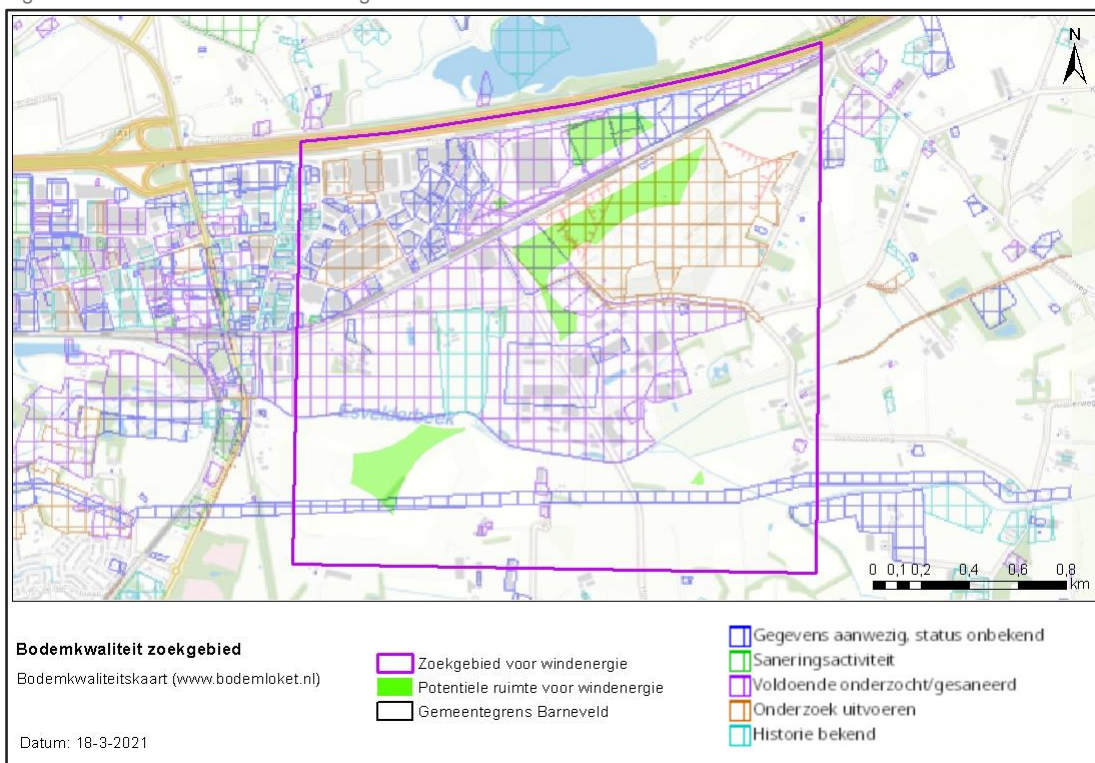 N
Esvelderbeek
0 0,1 0,2 0,4 0,6 0,8
km
Bodemkwaliteit zoekgebied
Bodemkwaliteitskaart (www.bodemloket.nl)
Datum: 18-3-2021
Zoekgebied voor windenergie
Potentiele ruimte voor windenergie
Gemeentegrens Barneveld
Gegevens aanwezig, status onbekend
Saneringsactiviteit
Voldoende onderzocht/gesaneerd
Onderzoek uitvoeren
Historie bekend